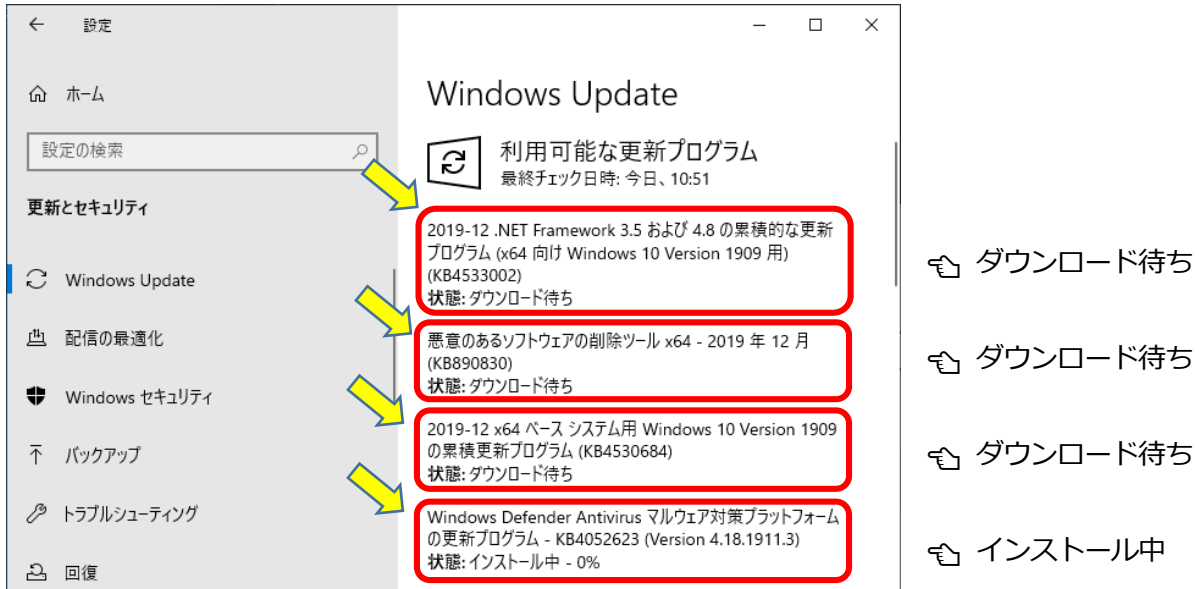 設定
ホーム
設定の検索
更新とセキュリティ
Windows Update
配信の最適化
Windows セキュリティ
バックアップ
トラブルシューティング
回復
Windows Update
利用可能な更新プログラム
最終チェック日時: 今日、10:51
2019-12 .NET Framework 3.5 および 4.8 の累積的な更新
プログラム (x64 向け Windows 10 Version 1909 用)
(KB4533002)
状態: ダウンロード待ち
悪意のあるソフトウェアの削除ツール x64 - 2019 年 12 月
(KB890830)
状態: ダウンロード待ち
2019-12 x64 ベース システム用 Windows 10 Version 1909
の累積更新プログラム (KB4530684)
状態: ダウンロード待ち
Windows Defender Antivirus マルウェア対策プラットフォーム
の更新プログラム - KB4052623 (Version 4.18.1911.3)
状態: インストール中 - 0%
ダウンロード待ち
ダウンロード待ち
ダウンロード待ち
インストール中